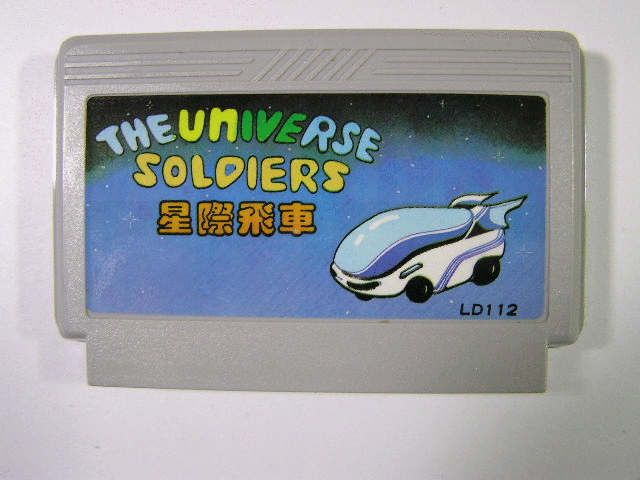 THE UNIVERSE
SOLDIERS
星際飛車
LD112